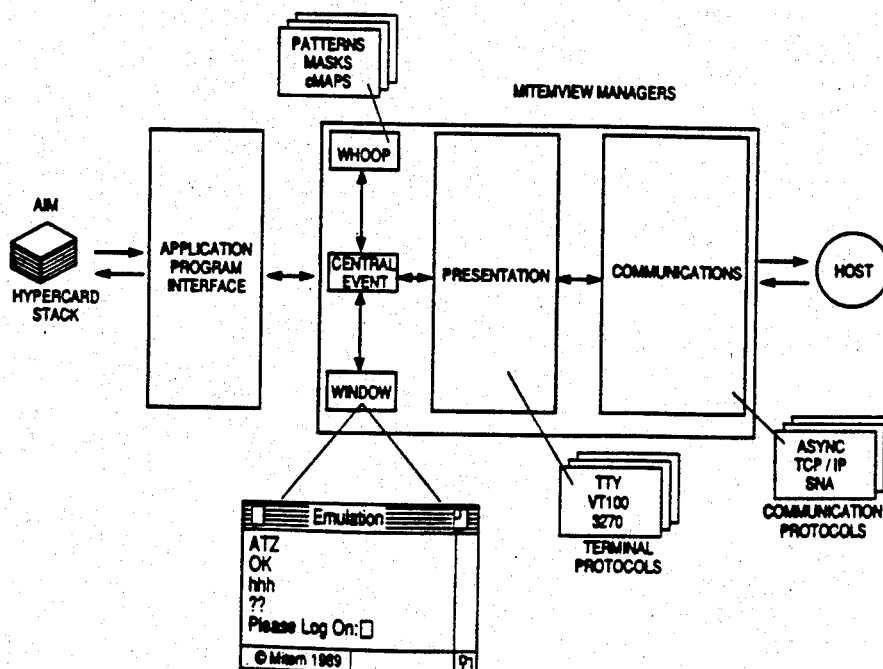 PATTERNS
MASKS
cMAPS
MITEMVIEW MANAGERS
WHOOP
AIM
HYPERCARD
STACK
APPLICATION
PROGRAM
INTERFACE
CENTRAL
EVENT
PRESENTATION
COMMUNICATIONS
HOST
WINDOW
ASYNC
TCP / IP
SNA
COMMUNICATION
PROTOCOLS
TTY
VT100
3270
TERMINAL
PROTOCOLS
Emulation
ATZ
OK
hhh
??
Please Log On:
© Mitem 1989